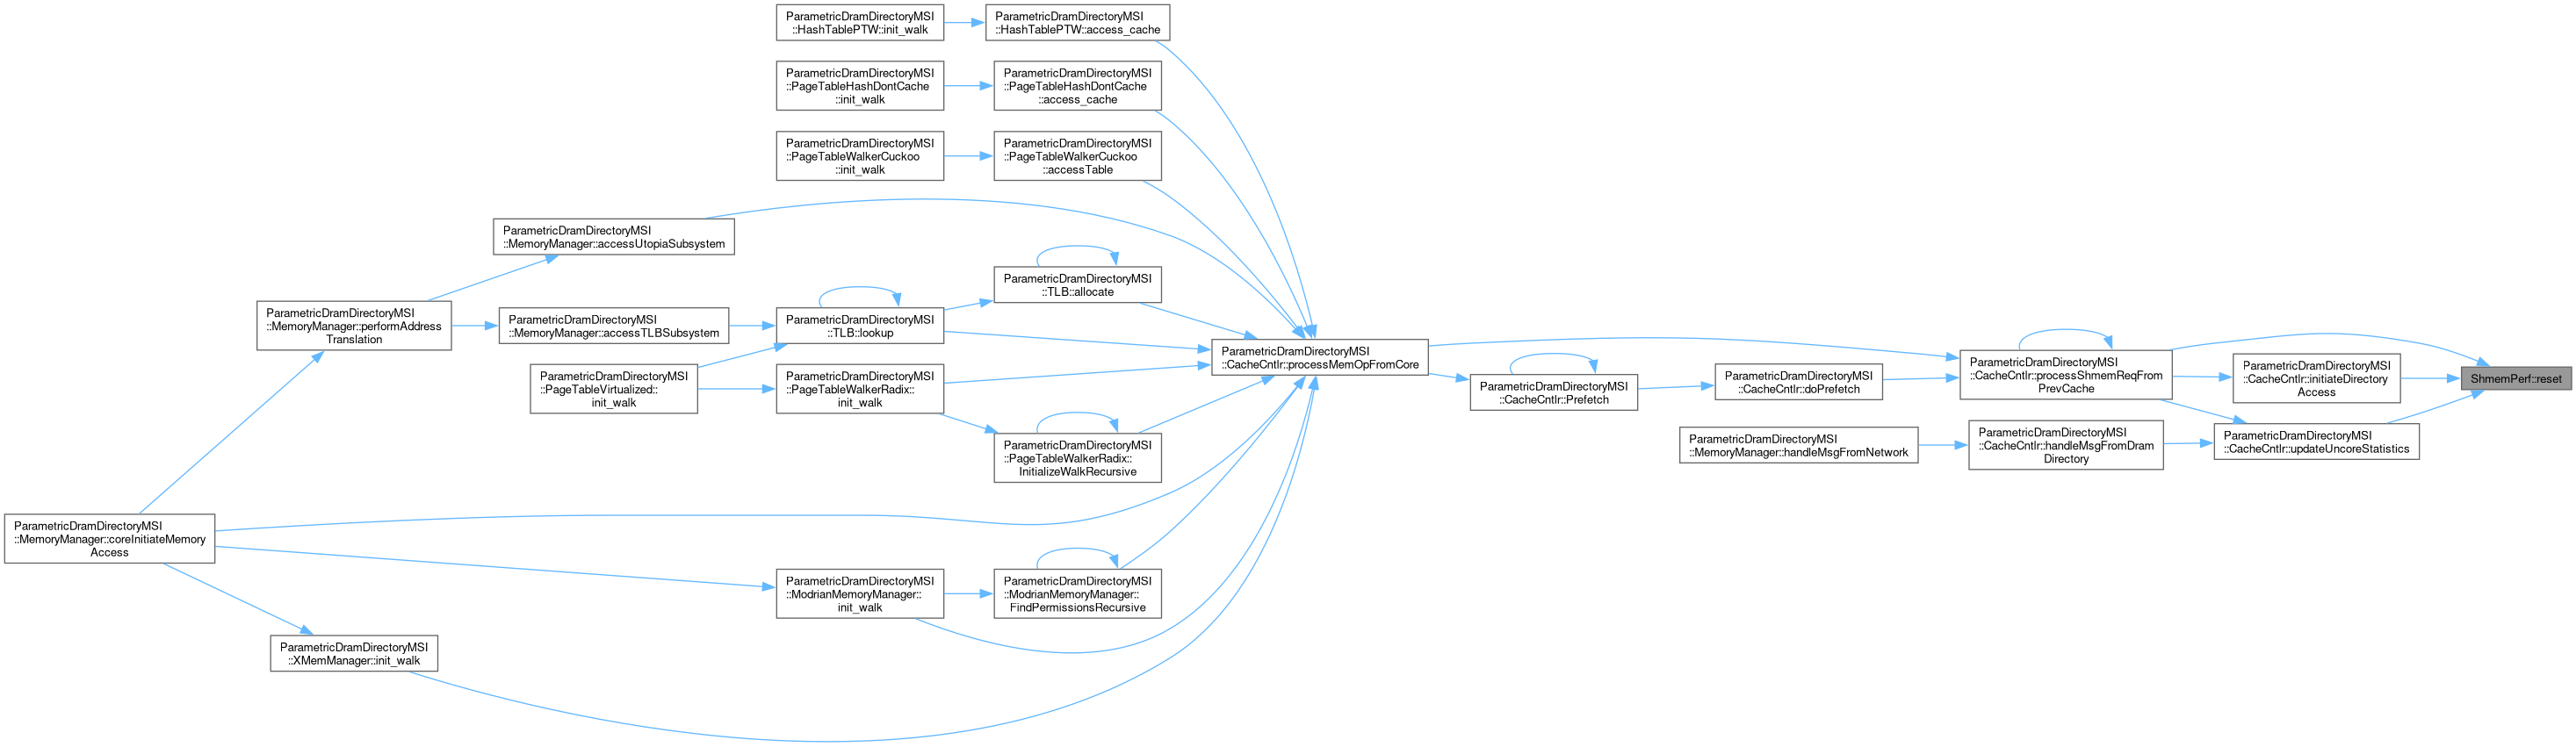 ParametricDramDirectoryMSI
::HashTablePTW::init_walk
ParametricDramDirectoryMSI
::HashTablePTW::access_cache
ParametricDramDirectoryMSI
::PageTableHashDontCache
::init_walk
ParametricDramDirectoryMSI
::PageTableHashDontCache
::access_cache
ParametricDramDirectoryMSI
::PageTableWalkerCuckoo
::init_walk
ParametricDramDirectoryMSI
::PageTableWalkerCuckoo
::accessTable
ParametricDramDirectoryMSI
::MemoryManager::accessUtopiaSubsystem
ParametricDramDirectoryMSI
::TLB::allocate
ParametricDramDirectoryMSI
::MemoryManager::performAddress
Translation
ParametricDramDirectoryMSI
::MemoryManager::accessTLBSubsystem
ParametricDramDirectoryMSI
::TLB::lookup
ParametricDramDirectoryMSI
::CacheCntlr::processMemOpFromCore
ParametricDramDirectoryMSI
::CacheCntlr::Prefetch
ParametricDramDirectoryMSI
::CacheCntlr::doPrefetch
ParametricDramDirectoryMSI
::CacheCntlr::processShmemReqFrom
PrevCache
ParametricDramDirectoryMSI
::CacheCntlr::initiateDirectory
Access
ShmemPerf::reset
ParametricDramDirectoryMSI
::PageTableVirtualized::
init_walk
ParametricDramDirectoryMSI
::PageTableWalkerRadix::
init_walk
ParametricDramDirectoryMSI
::PageTableWalkerRadix::
InitializeWalkRecursive
ParametricDramDirectoryMSI
::MemoryManager::handleMsgFromNetwork
ParametricDramDirectoryMSI
::CacheCntlr::handleMsgFromDram
Directory
ParametricDramDirectoryMSI
::CacheCntlr::updateUncoreStatistics
ParametricDramDirectoryMSI
::MemoryManager::coreInitiateMemory
Access
ParametricDramDirectoryMSI
::ModrianMemoryManager::
init_walk
ParametricDramDirectoryMSI
::ModrianMemoryManager::
FindPermissionsRecursive
ParametricDramDirectoryMSI
::XMemManager::init_walk